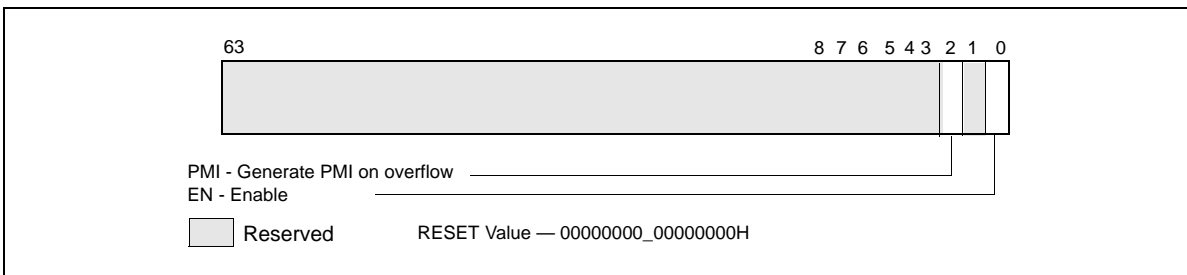 63 8 7 6 5 4 3 2 1 0
PMI - Generate PMI on overflow
EN - Enable
Reserved RESET Value — 00000000_00000000H